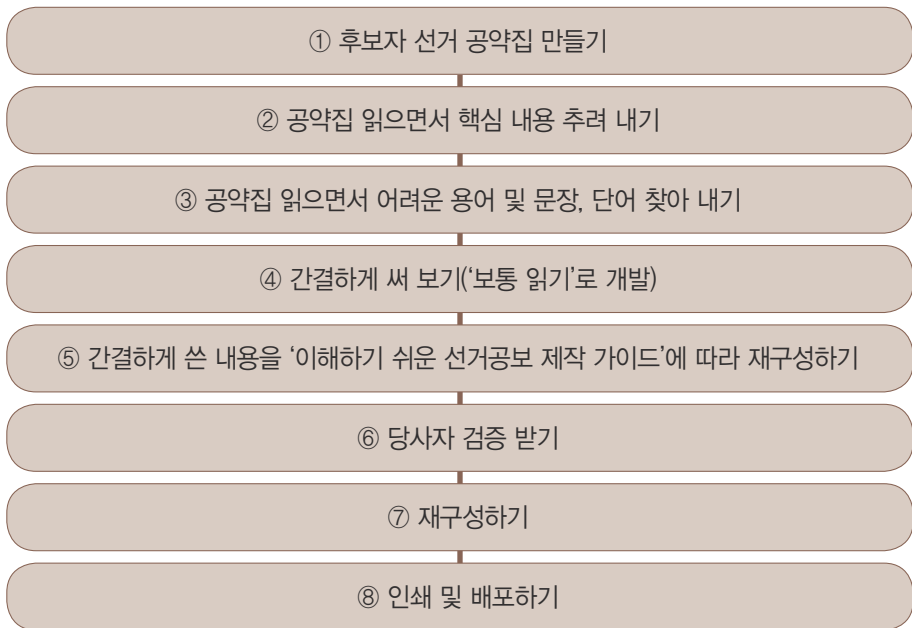 ① 후보자 선거 공약집 만들기
② 공약집 읽으면서 핵심 내용 추려 내기
③ 공약집 읽으면서 어려운 용어 및 문장, 단어 찾아 내기
④ 간결하게 써 보기(‘보통 읽기’로 개발)
⑤ 간결하게 쓴 내용을 ‘이해하기 쉬운 선거공보 제작 가이드’에 따라 재구성하기
⑥ 당사자 검증 받기
⑦ 재구성하기
⑧ 인쇄 및 배포하기